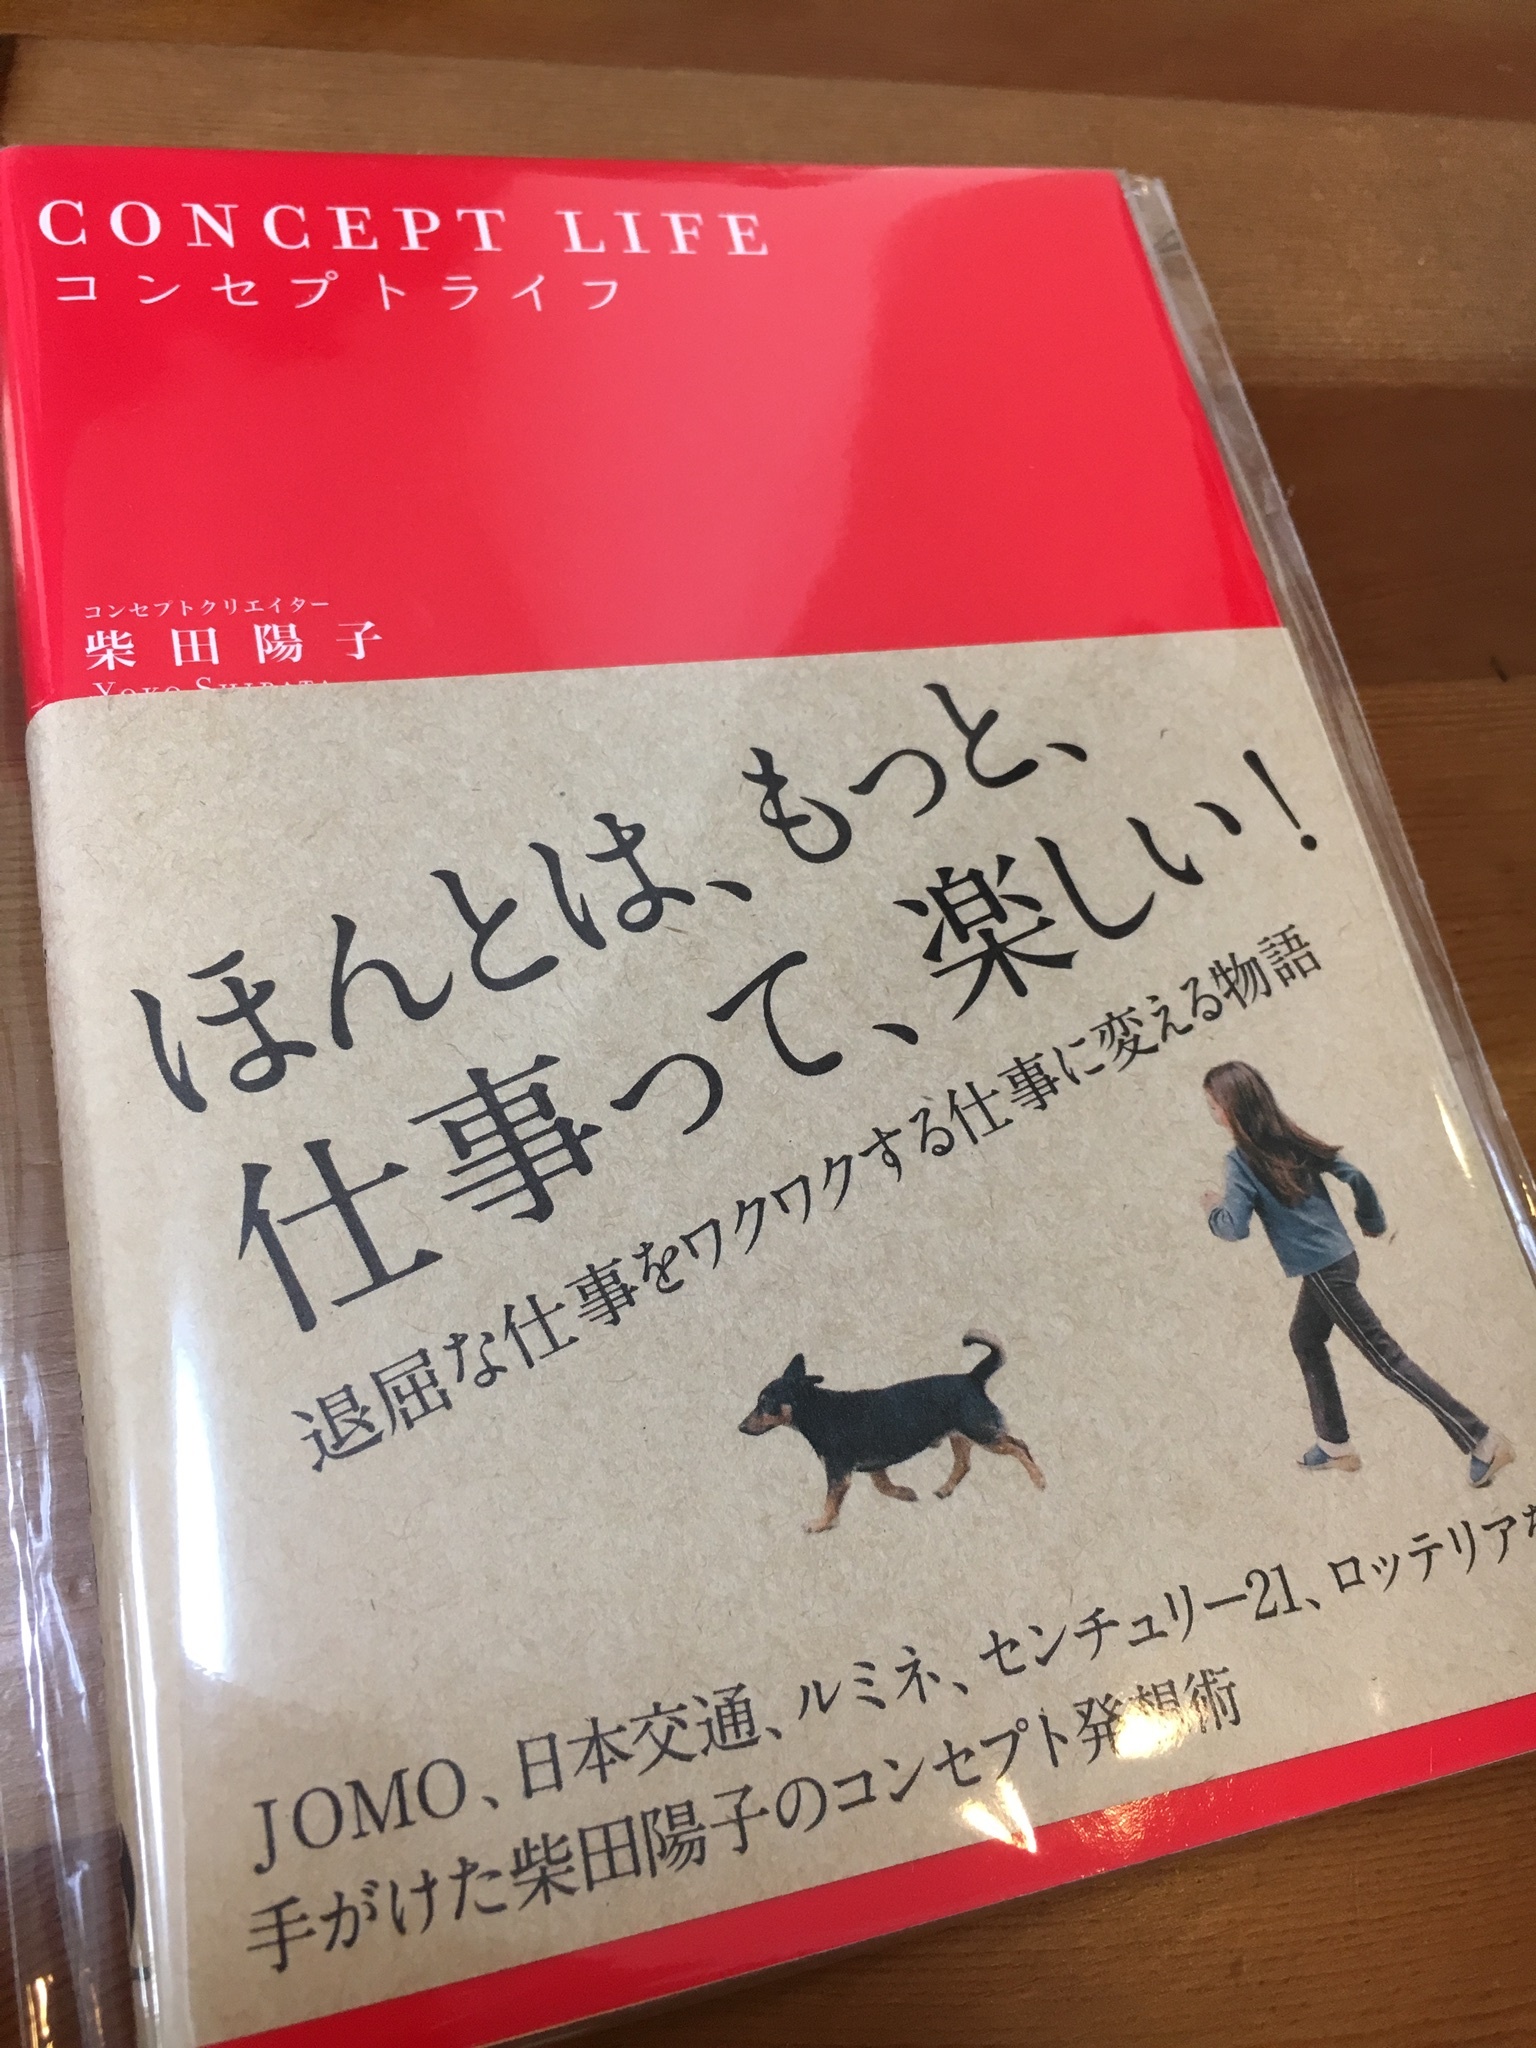 CONCEPT LIFE
コンセプトライフ
コンセプトクリエイター
柴田陽子
YOKO SHIBATA
ほんとは、もっと、
仕事って、楽しい！
退屈な仕事をワクワクする仕事に変える物語
JOMO、日本交通、ルミネ、センチュリー21、ロッテリアを
手がけた柴田陽子のコンセプト発想術